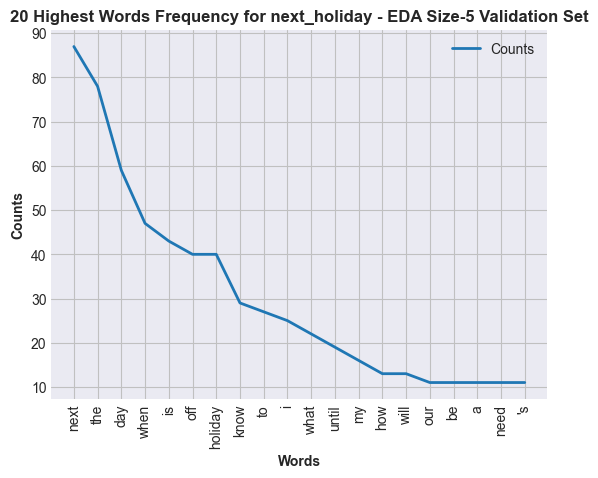 20 Highest Words Frequency for next_holiday - EDA Size-5 Validation Set
Counts
90
80
70
60
50
40
30
20
10
Counts
next
the
day
when
is
off
holiday
know
to
i
what
until
my
how
will
our
be
a
need
's
Words